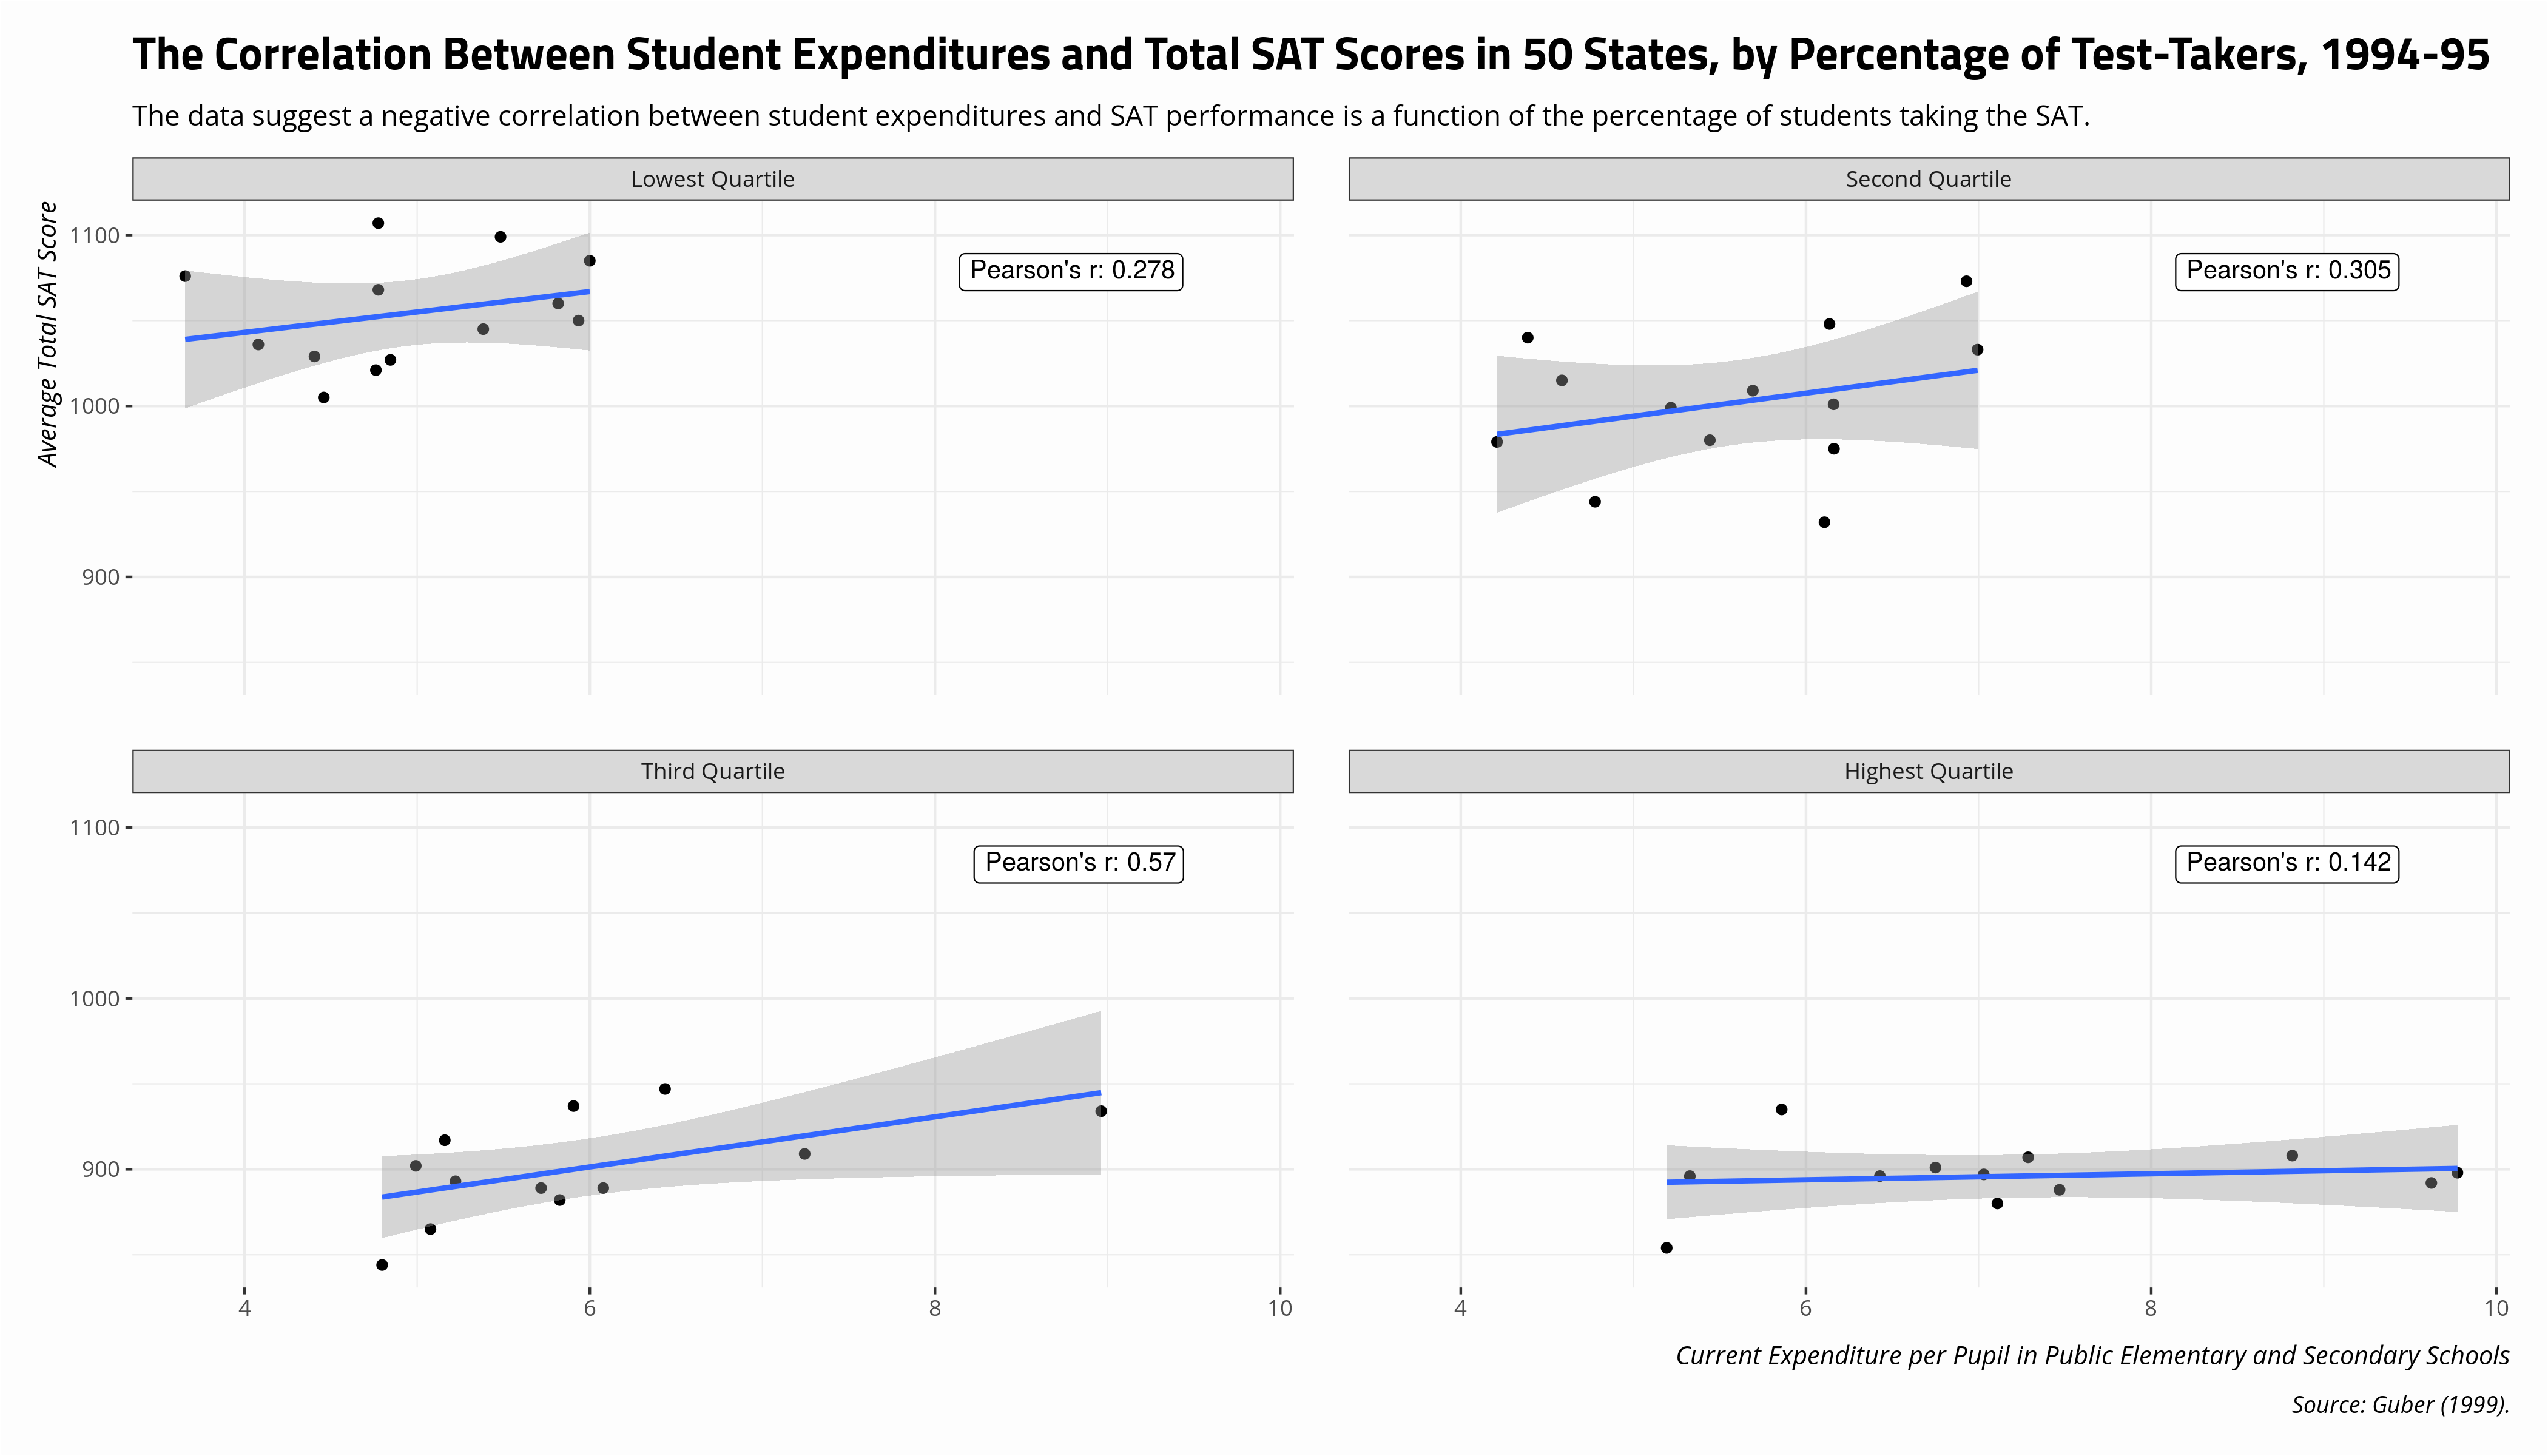 The Correlation Between Student Expenditures and Total SAT Scores in 50 States, by Percentage of Test-Takers, 1994-95
The data suggest a negative correlation between student expenditures and SAT performance is a function of the percentage of students taking the SAT.
Lowest Quartile
Second Quartile
Average Total SAT Score
1100
1000
900
Pearson's r: 0.278
Pearson's r: 0.305
Third Quartile
Highest Quartile
1100
1000
900
Pearson's r: 0.57
Pearson's r: 0.142
4 6 8 10
4 6 8 10
Current Expenditure per Pupil in Public Elementary and Secondary Schools
Source: Guber (1999).